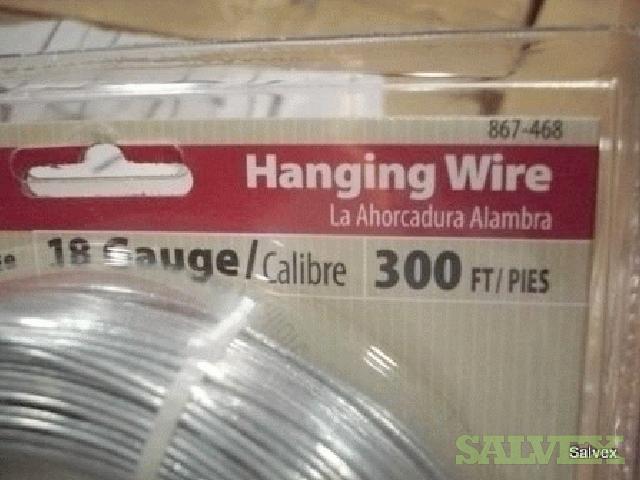 867-468
Hanging Wire
La Ahorcadura Alambra
18 Gauge/Calibre 300 FT/PIES
SALVEX
Salvex